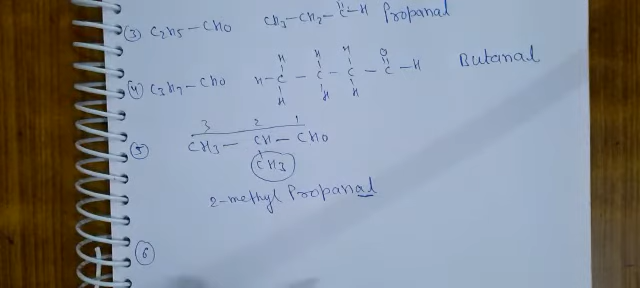 ③ C2H5 — CHO CH3 — CH2 — C — H Propanal
H H H O
④ C3H7 — CHO H — C — C — C — C — H Butanal
H H H
3 2 1
⑤ CH3 — CH — CHO
CH3
2-methyl Propanal
⑥